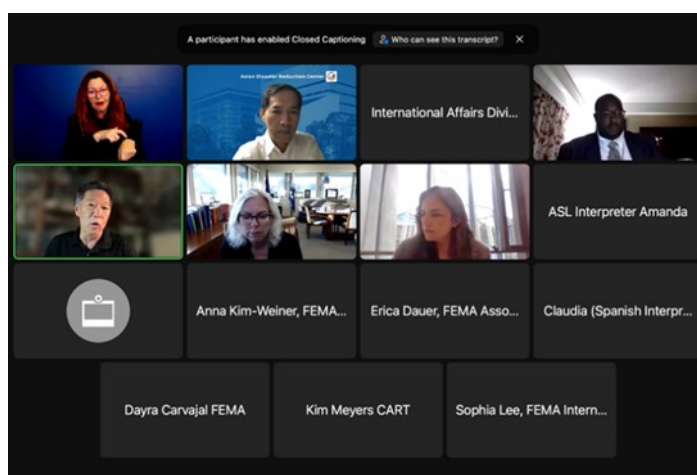 A participant has enabled Closed Captioning
Who can see this transcript?
Asian Disaster Reduction Center
International Affairs Divi...
ASL Interpreter Amanda
Anna Kim-Weiner, FEMA...
Erica Dauer, FEMA Asso...
Claudia (Spanish Interpr...
Dayra Carvajal FEMA
Kim Meyers CART
Sophia Lee, FEMA Intern...